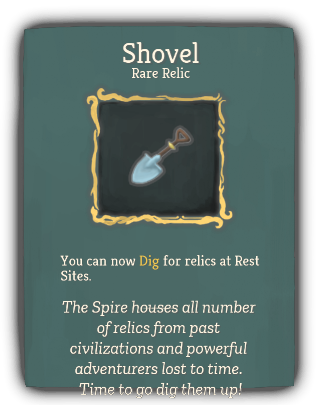 Shovel
Rare Relic
You can now Dig for relics at Rest
Sites.
The Spire houses all number
of relics from past
civilizations and powerful
adventurers lost to time.
Time to go dig them up!